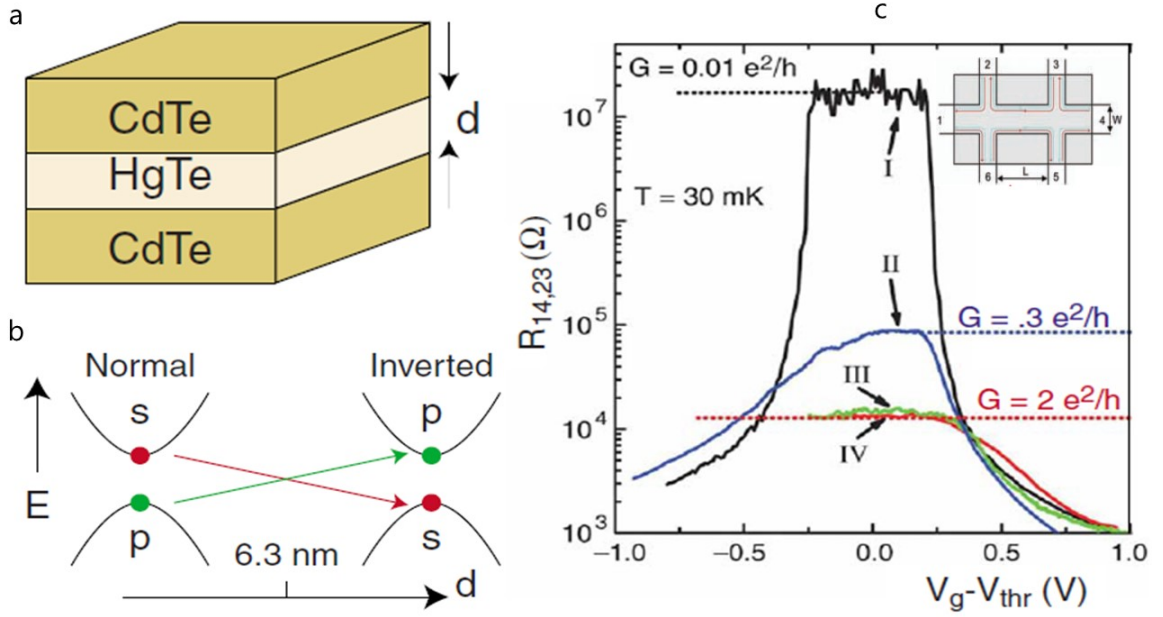 a
CdTe
HgTe
CdTe
d
b
Normal
Inverted
s
p
p
s
E
6.3 nm
d
c
G = 0.01 e²/h
T = 30 mK
I
II
G = .3 e²/h
III
G = 2 e²/h
IV
R₁₄,₂₃ (Ω)
10⁷
10⁶
10⁵
10⁴
10³
−1.0
−0.5
0.0
0.5
1.0
V_g-V_thr (V)
2
3
1
4
W
L
6
5